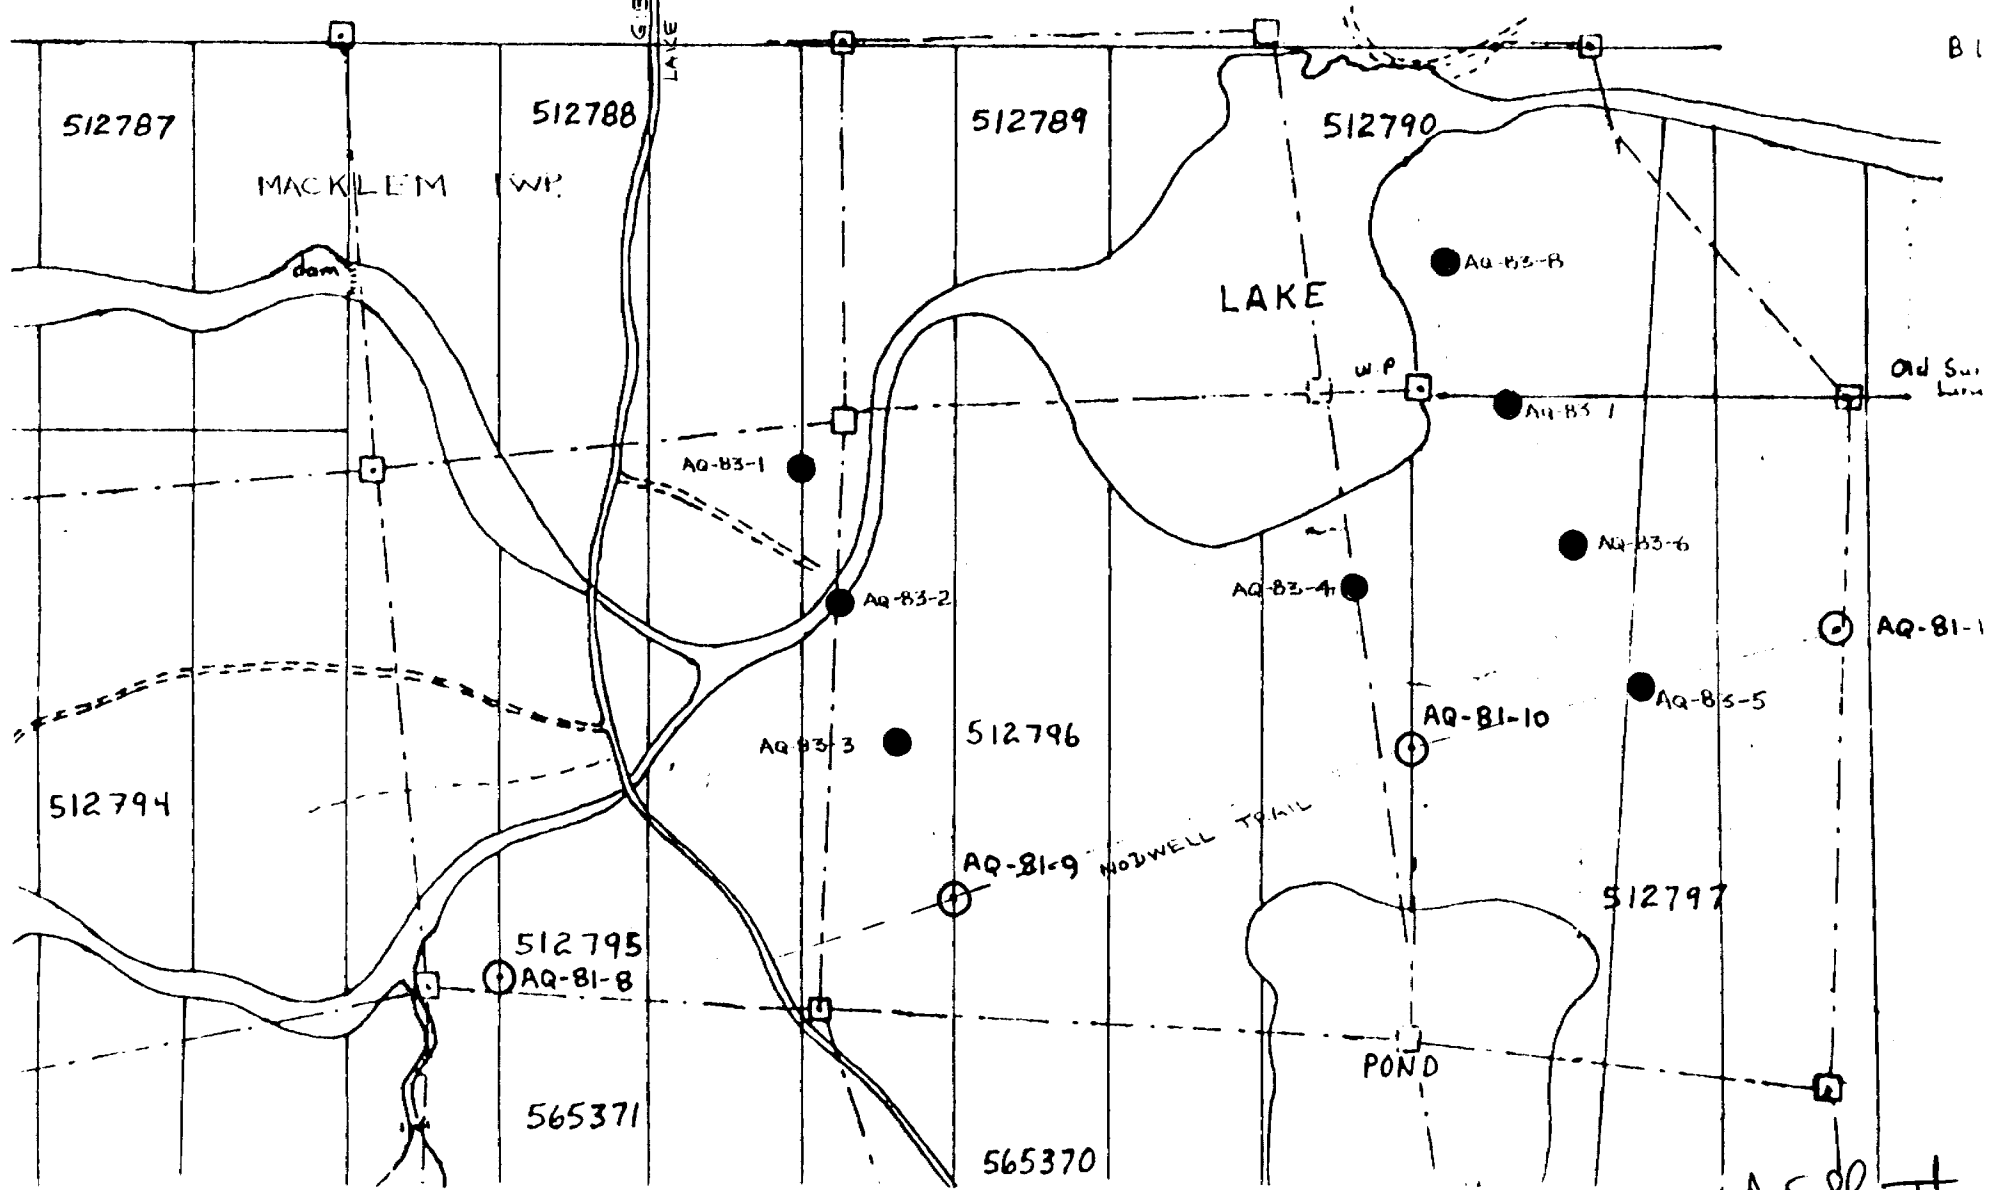 LAKE
B I
512787
512788
512789
512790
MACKLEM TWP.
dam
AQ-83-8
LAKE
W.P
Old
AQ-83-7
AQ-83-1
AQ-83-6
AQ-83-4
AQ-83-2
AQ-81-1
AQ-83-5
AQ-81-10
512796
AQ-83-3
512794
NODWELL TRAIL
AQ-81-9
512797
512795
AQ-81-8
POND
565371
565370